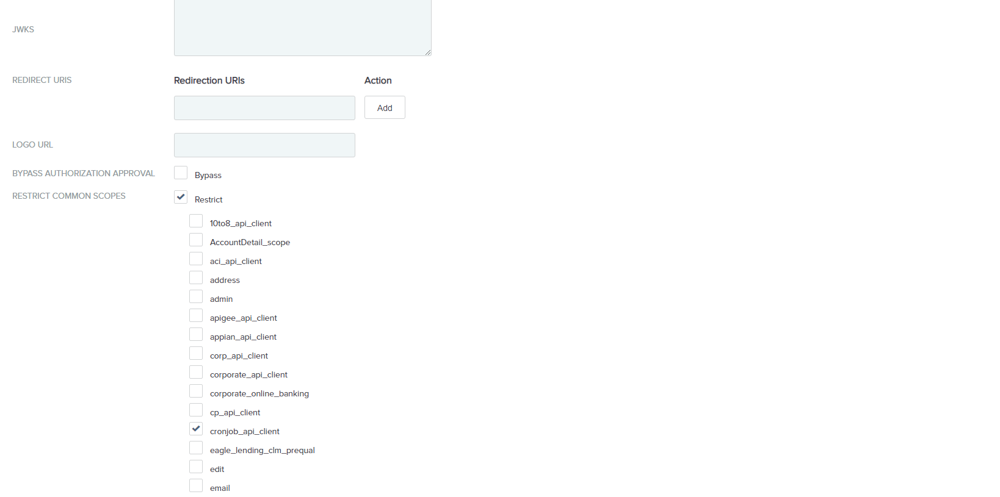 JWKS
REDIRECT URIS
Redirection URIs
Action
Add
LOGO URL
BYPASS AUTHORIZATION APPROVAL
Bypass
RESTRICT COMMON SCOPES
Restrict
10to8_api_client
AccountDetail_scope
aci_api_client
address
admin
apigee_api_client
appian_api_client
corp_api_client
corporate_api_client
corporate_online_banking
cp_api_client
cronjob_api_client
eagle_lending_clm_prequal
edit
email